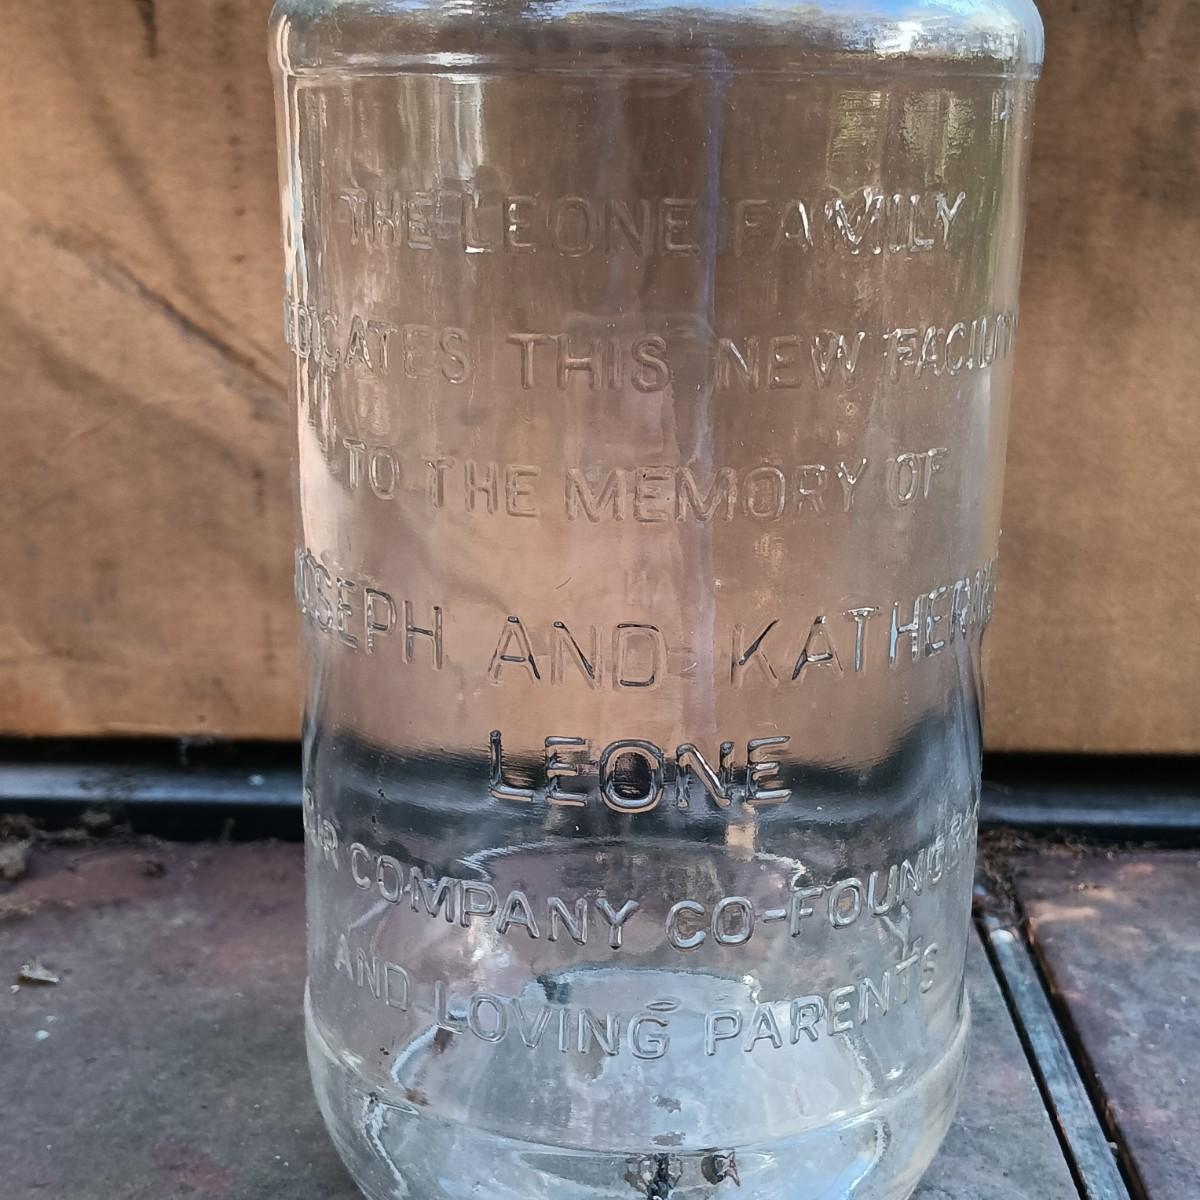 THE LEONE FAMILY
DEDICATES THIS NEW FACILITY
TO THE MEMORY OF
JOSEPH AND KATHERINE
LEONE
OUR COMPANY CO-FOUNDERS
AND LOVING PARENTS